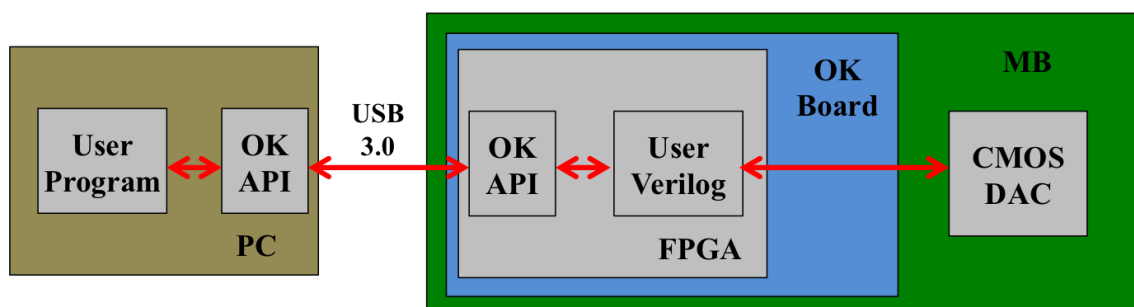 User
Program
OK
API
PC
USB
3.0
OK
API
User
Verilog
FPGA
OK
Board
MB
CMOS
DAC